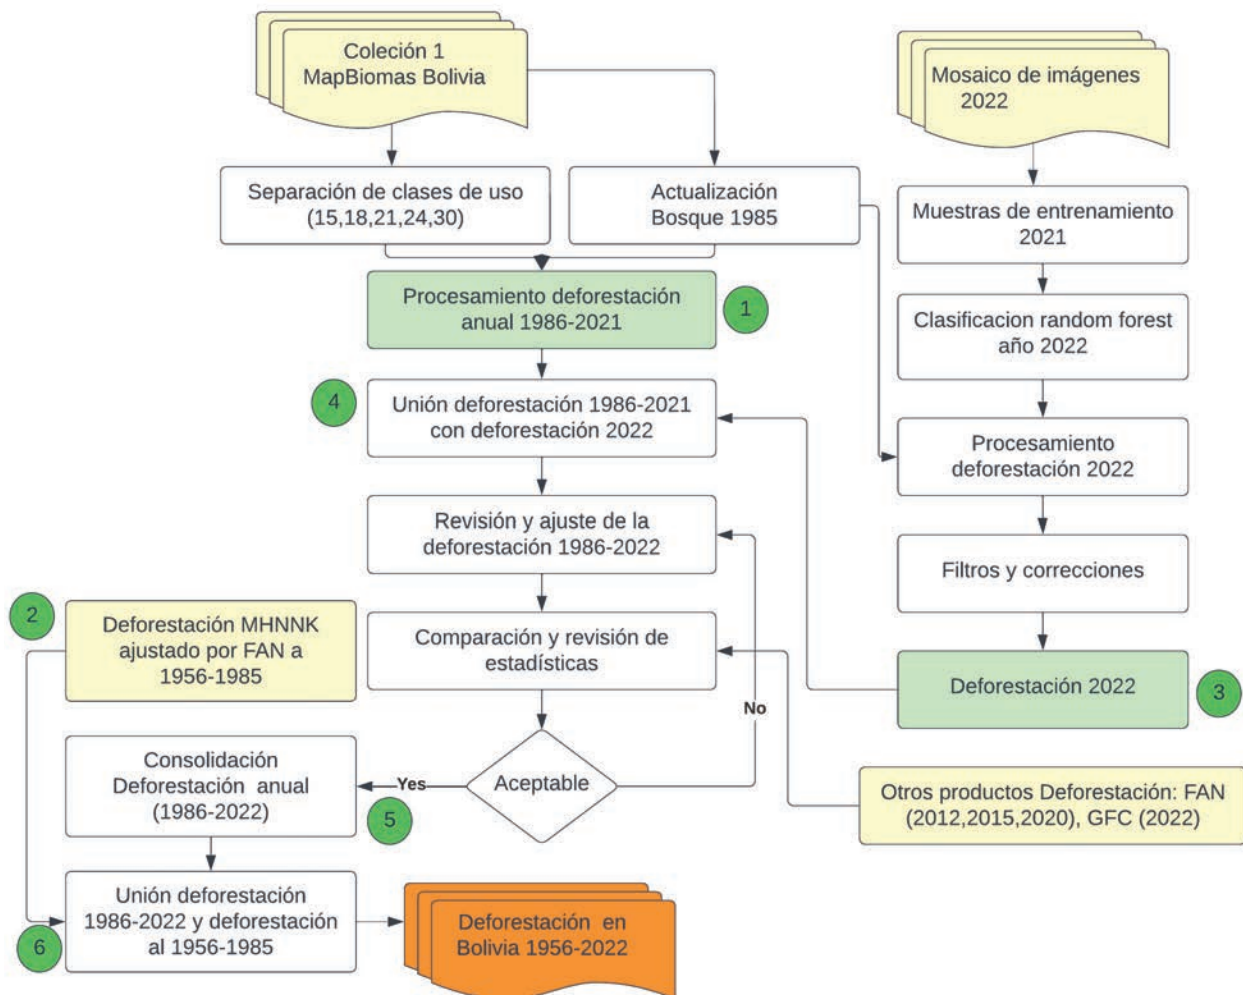 Coleción 1
MapBiomas Bolivia
Mosaico de imágenes
2022
Separación de clases de uso
(15,18,21,24,30)
Actualización
Bosque 1985
Muestras de entrenamiento
2021
Procesamiento deforestación
anual 1986-2021
1
Clasificacion random forest
año 2022
4
Unión deforestación 1986-2021
con deforestación 2022
Procesamiento
deforestación 2022
Revisión y ajuste de la
deforestación 1986-2022
Filtros y correcciones
2
Deforestación MHNNK
ajustado por FAN a
1956-1985
Comparación y revisión de
estadísticas
Deforestación 2022
3
No
Consolidación
Deforestación anual
(1986-2022)
Yes
Aceptable
5
Otros productos Deforestación: FAN
(2012,2015,2020), GFC (2022)
Unión deforestación
1986-2022 y deforestación
al 1956-1985
6
Deforestación en
Bolivia 1956-2022